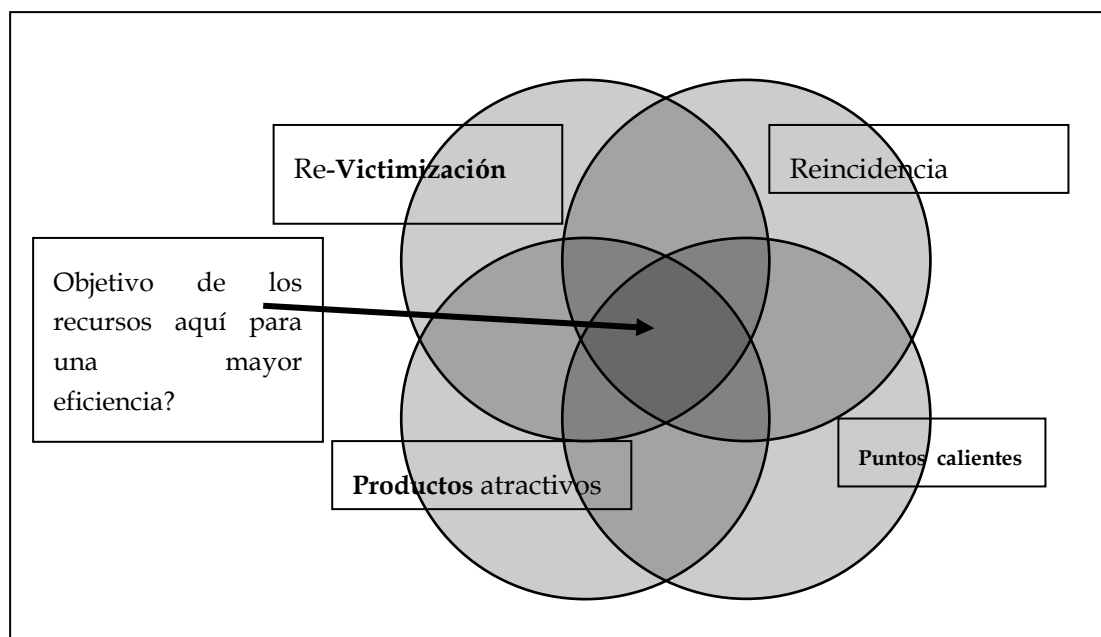 Re-Victimización
Reincidencia
Objetivo de los
recursos aquí para
una mayor
eficiencia?
Productos atractivos
Puntos calientes